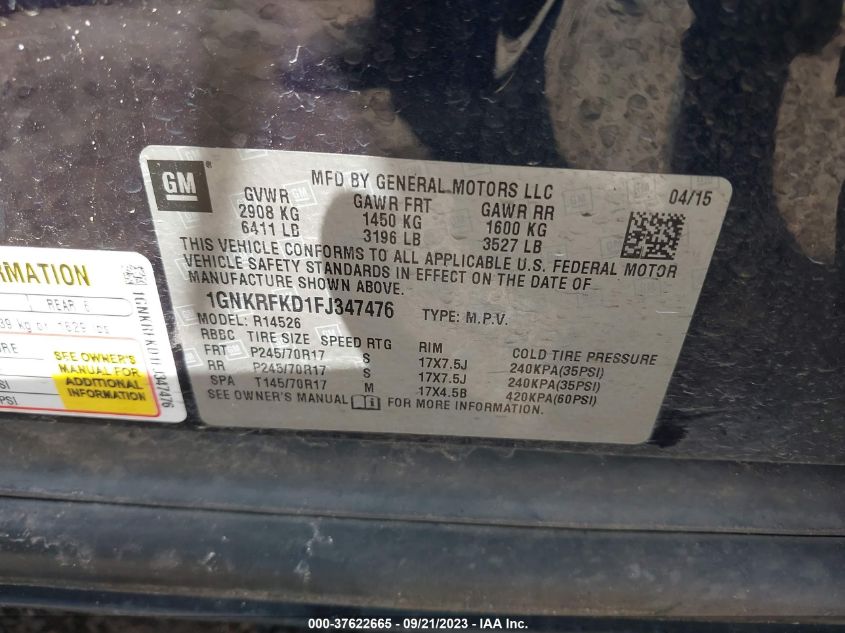 GM
MFD BY GENERAL MOTORS LLC 04/15
GVWR GAWR FRT GAWR RR
2908 KG 1450 KG 1600 KG
6411 LB 3196 LB 3527 LB
THIS VEHICLE CONFORMS TO ALL APPLICABLE U.S. FEDERAL MOTOR
VEHICLE SAFETY STANDARDS IN EFFECT ON THE DATE OF
MANUFACTURE SHOWN ABOVE.
1GNKRFKD1FJ347476 TYPE: M.P.V.
MODEL: R14526
RBBC TIRE SIZE SPEED RTG RIM COLD TIRE PRESSURE
FRT P245/70R17 S 17X7.5J 240KPA(35PSI)
RR P245/70R17 S 17X7.5J 240KPA(35PSI)
SPA T145/70R17 M 17X4.5B 420KPA(60PSI)
SEE OWNER'S MANUAL FOR MORE INFORMATION.
RMATION
REAR
SEE OWNER'S
MANUAL FOR
ADDITIONAL
INFORMATION
PSI
1GNKRFKD1FJ347476
000-37622665 - 09/21/2023 - IAA Inc.